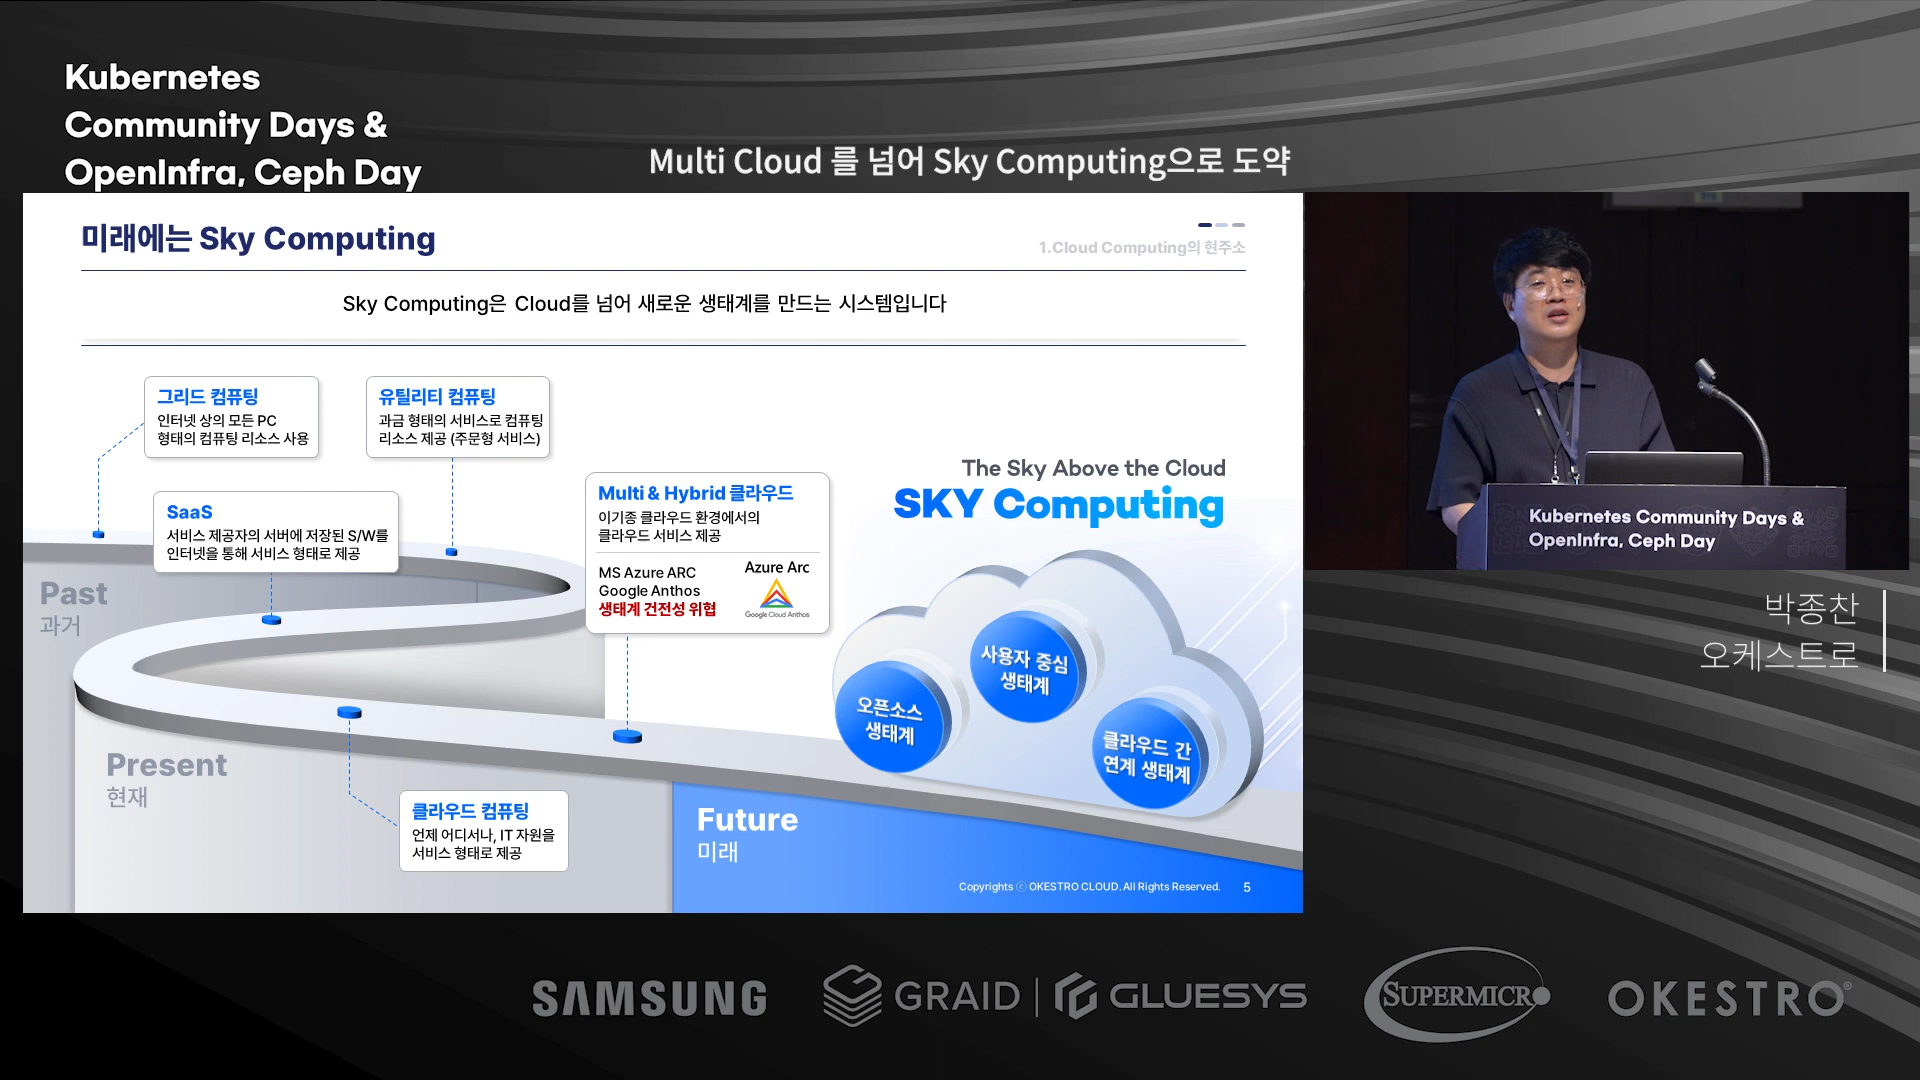 Kubernetes
Community Days &
OpenInfra, Ceph Day
Multi Cloud 를 넘어 Sky Computing으로 도약
미래에는 Sky Computing
1.Cloud Computing의 현주소
Sky Computing은 Cloud를 넘어 새로운 생태계를 만드는 시스템입니다
그리드 컴퓨팅
인터넷 상의 모든 PC
형태의 컴퓨팅 리소스 사용
유틸리티 컴퓨팅
과금 형태의 서비스로 컴퓨팅
리소스 제공 (주문형 서비스)
SaaS
서비스 제공자의 서버에 저장된 S/W를
인터넷을 통해 서비스 형태로 제공
Multi & Hybrid 클라우드
이기종 클라우드 환경에서의
클라우드 서비스 제공
MS Azure ARC
Google Anthos
생태계 건전성 위협
Azure Arc
Google Cloud Anthos
The Sky Above the Cloud
SKY Computing
오픈소스
생태계
사용자 중심
생태계
클라우드 간
연계 생태계
Past
과거
Present
현재
클라우드 컴퓨팅
언제 어디서나, IT 자원을
서비스 형태로 제공
Future
미래
Copyrights ⓒ OKESTRO CLOUD. All Rights Reserved.
5
Kubernetes Community Days &
OpenInfra, Ceph Day
박종찬
오케스트로
SAMSUNG
GRAID | GLUESYS
SUPERMICRO
OKESTRO®